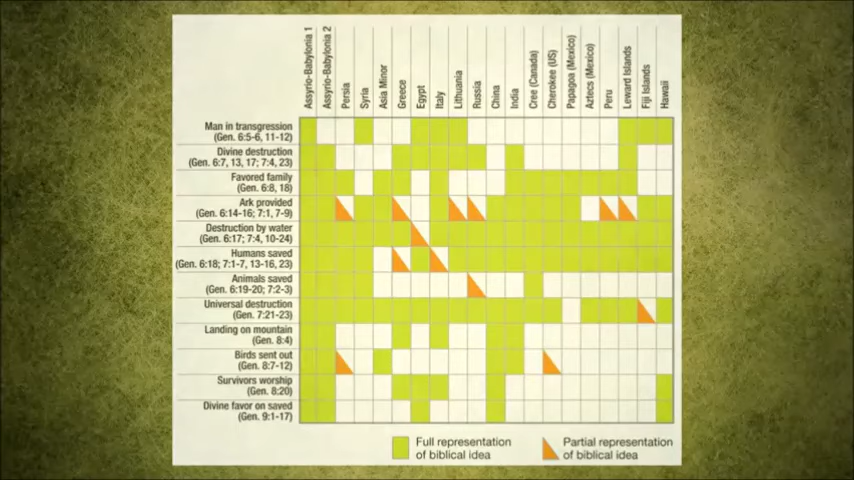 Assyrio-Babylonia 1
Assyrio-Babylonia 2
Persia
Syria
Asia Minor
Greece
Egypt
Italy
Lithuania
Russia
China
India
Cree (Canada)
Cherokee (US)
Papagoa (Mexico)
Aztecs (Mexico)
Peru
Leward Islands
Fiji Islands
Hawaii
Man in transgression
(Gen. 6:5-6, 11-12)
Divine destruction
(Gen. 6:7, 13, 17; 7:4, 23)
Favored family
(Gen. 6:8, 18)
Ark provided
(Gen. 6:14-16; 7:1, 7-9)
Destruction by water
(Gen. 6:17; 7:4, 10-24)
Humans saved
(Gen. 6:18; 7:1-7, 13-16, 23)
Animals saved
(Gen. 6:19-20; 7:2-3)
Universal destruction
(Gen. 7:21-23)
Landing on mountain
(Gen. 8:4)
Birds sent out
(Gen. 8:7-12)
Survivors worship
(Gen. 8:20)
Divine favor on saved
(Gen. 9:1-17)
Full representation
of biblical idea
Partial representation
of biblical idea